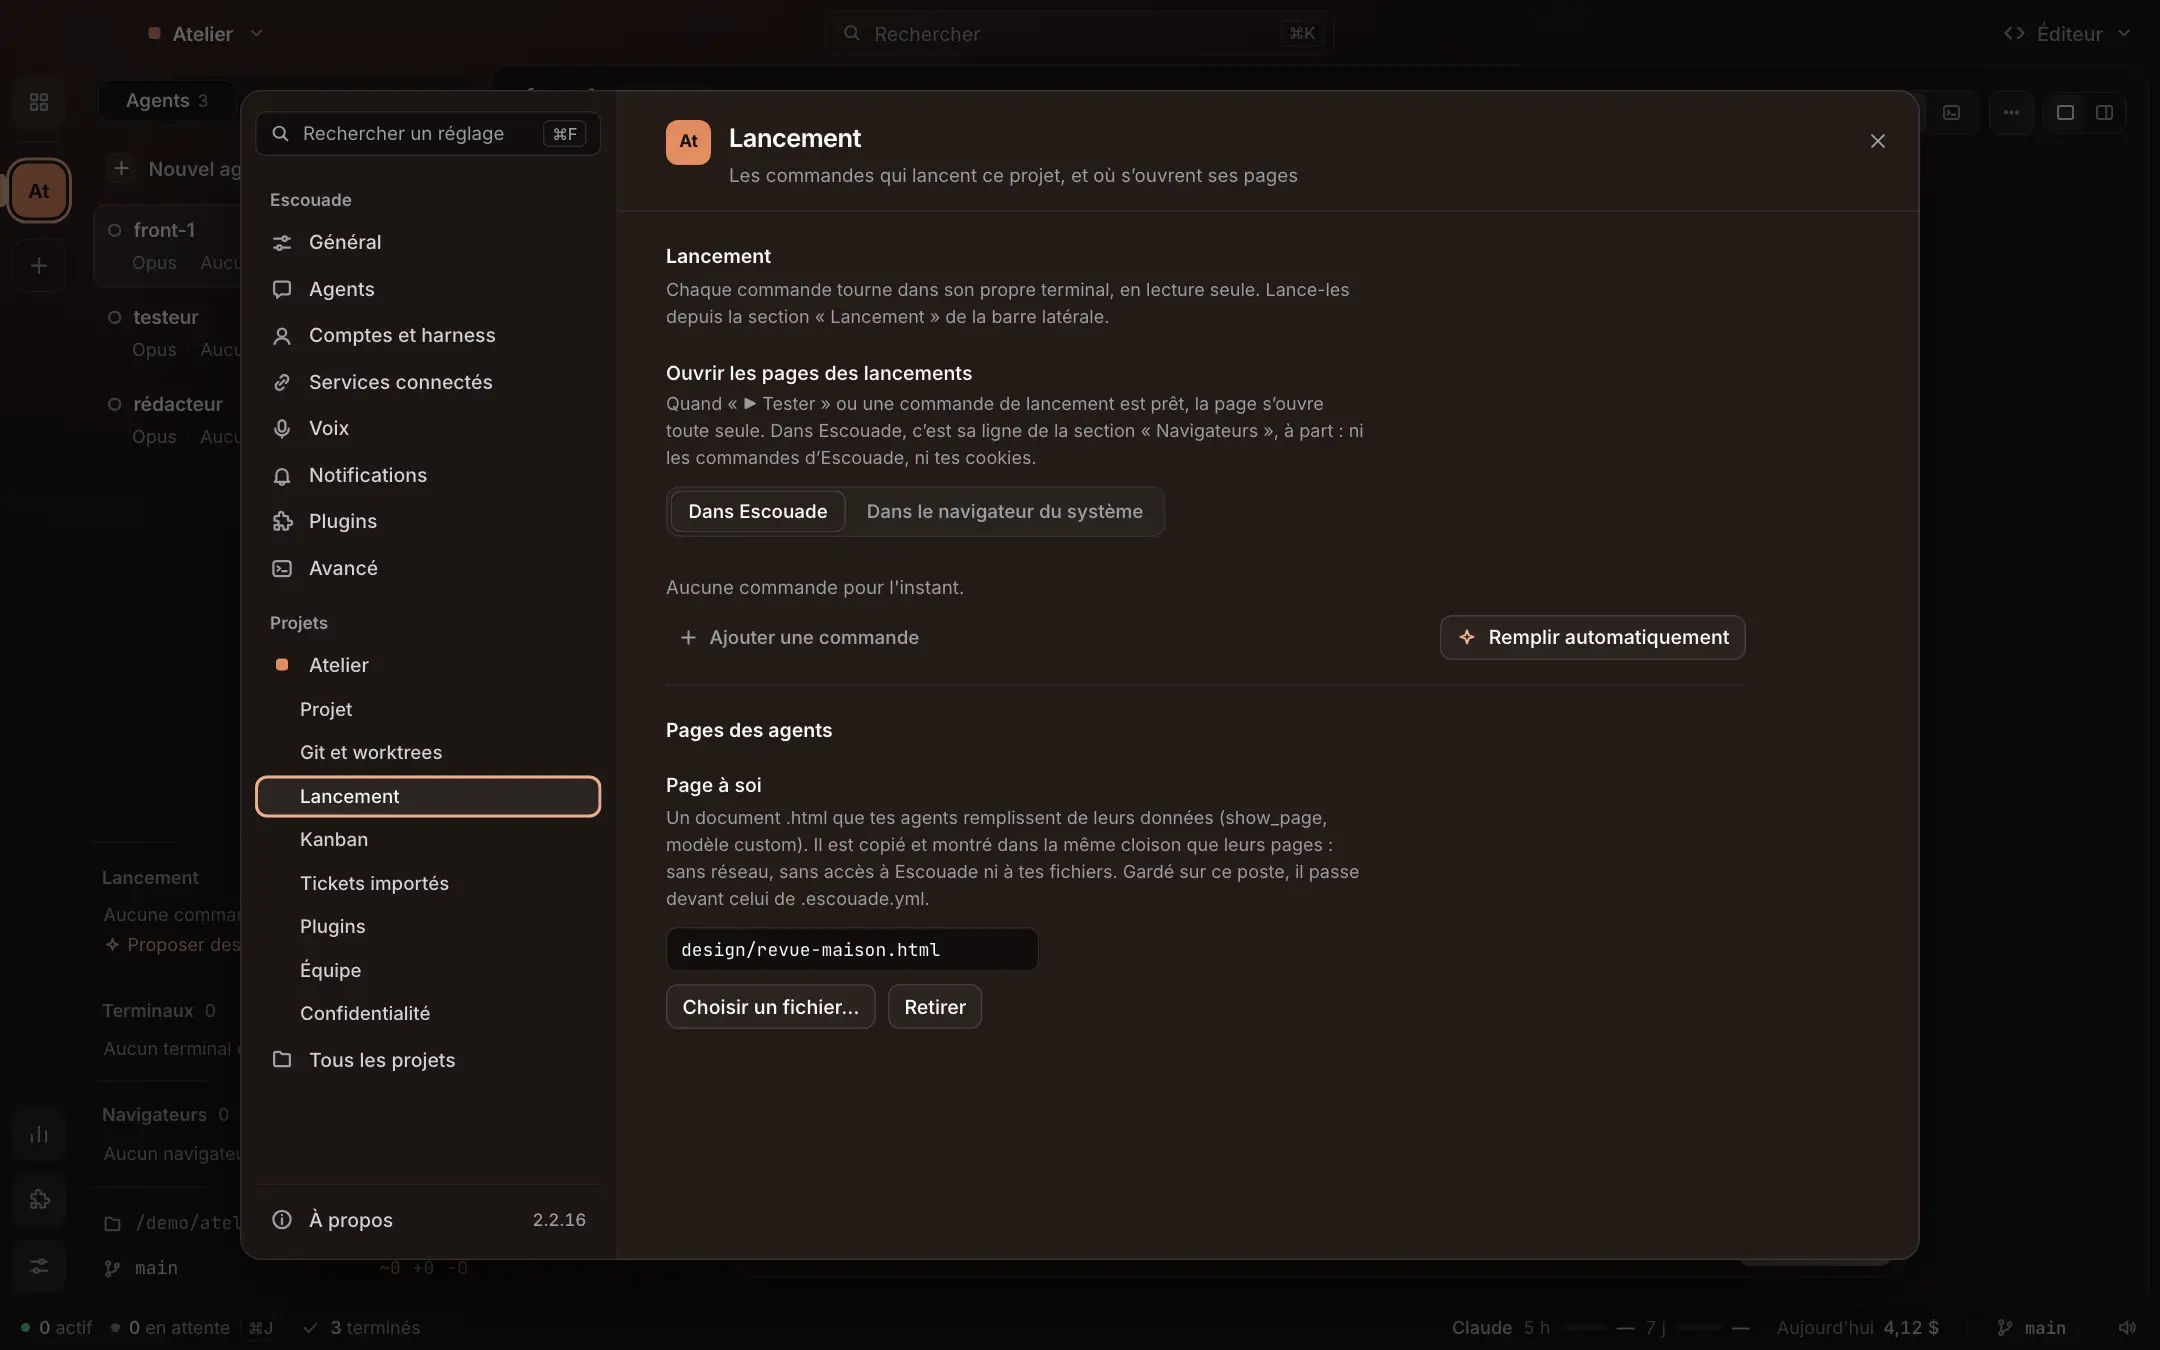 Atelier
Rechercher
⌘K
Éditeur
Agents 3
Nouvel ag
At
front-1
Opus Aucu
testeur
Opus · Aucu
rédacteur
Opus · Aucu
Lancement
Aucune comman
Proposer des
Terminaux 0
Aucun terminal
Navigateurs 0
Aucun navigateu
/demo/atel
main
~0 +0 -0
Rechercher un réglage
⌘F
Escouade
Général
Agents
Comptes et harness
Services connectés
Voix
Notifications
Plugins
Avancé
Projets
Atelier
Projet
Git et worktrees
Lancement
Kanban
Tickets importés
Plugins
Équipe
Confidentialité
Tous les projets
À propos
2.2.16
At
Lancement
Les commandes qui lancent ce projet, et où s’ouvrent ses pages
Lancement
Chaque commande tourne dans son propre terminal, en lecture seule. Lance-les
depuis la section « Lancement » de la barre latérale.
Ouvrir les pages des lancements
Quand « ▶ Tester » ou une commande de lancement est prêt, la page s’ouvre
toute seule. Dans Escouade, c’est sa ligne de la section « Navigateurs », à part : ni
les commandes d’Escouade, ni tes cookies.
Dans Escouade
Dans le navigateur du système
Aucune commande pour l'instant.
Ajouter une commande
Remplir automatiquement
Pages des agents
Page à soi
Un document .html que tes agents remplissent de leurs données (show_page,
modèle custom). Il est copié et montré dans la même cloison que leurs pages :
sans réseau, sans accès à Escouade ni à tes fichiers. Gardé sur ce poste, il passe
devant celui de .escouade.yml.
design/revue-maison.html
Choisir un fichier…
Retirer
0 actif
0 en attente
⌘J
3 terminés
Claude 5 h — 7 j —
Aujourd'hui 4,12 $
main